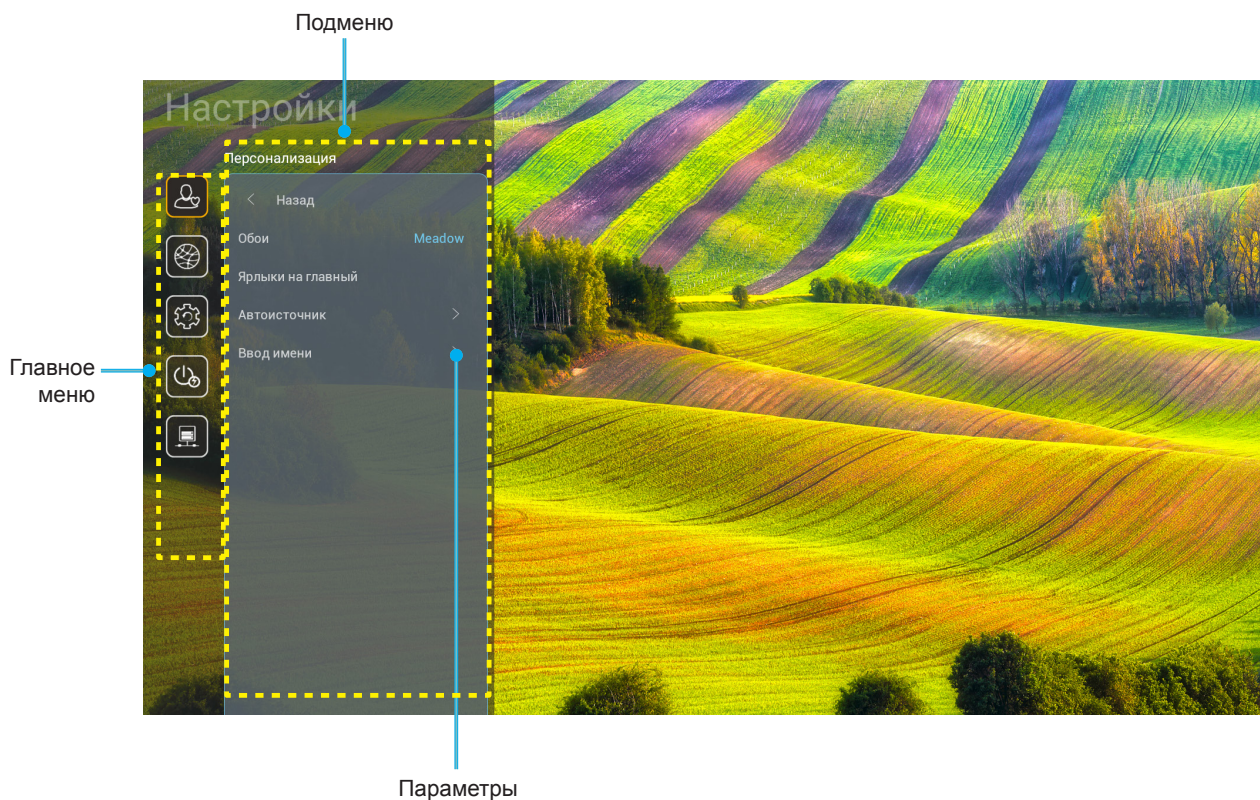 Подменю
Настройки
Персонализация
Назад
Обои Meadow
Ярлыки на главный
Автоисточник
Ввод имени
Главное
меню
Параметры